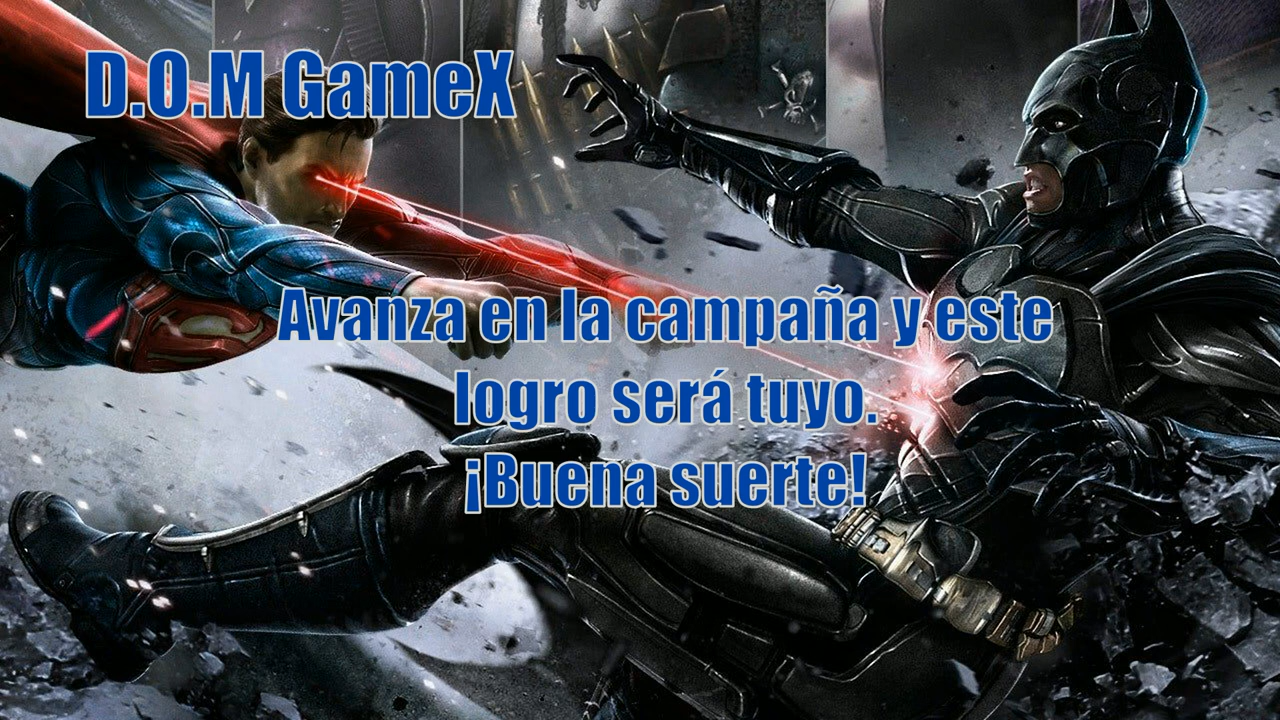 D.O.M GameX
Avanza en la campaña y este
logro será tuyo.
¡Buena suerte!